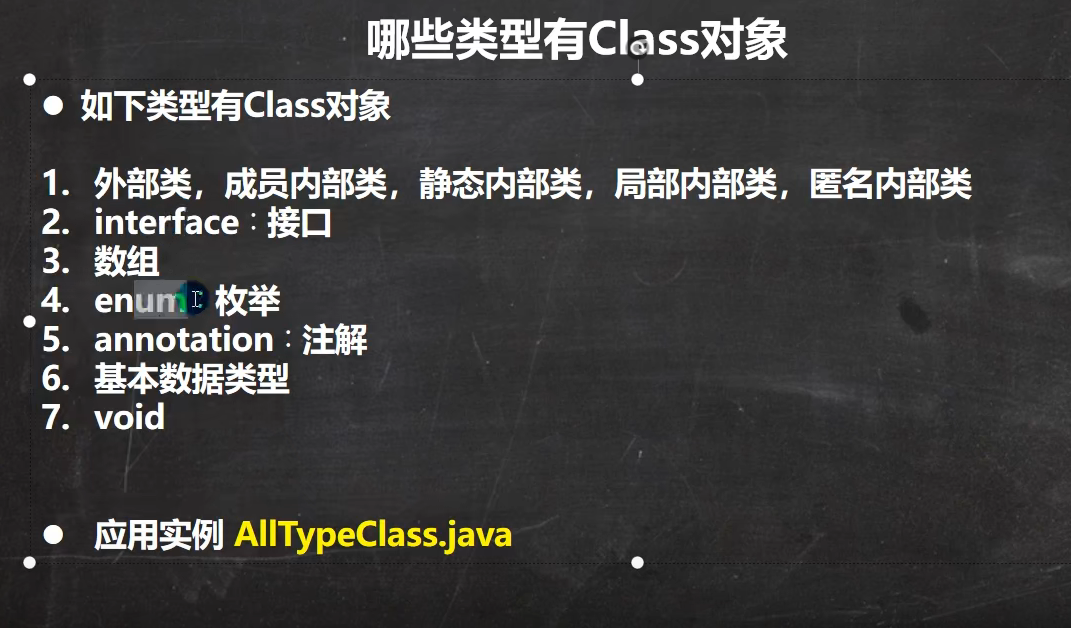 哪些类型有Class对象
● 如下类型有Class对象
1. 外部类，成员内部类，静态内部类，局部内部类，匿名内部类
2. interface：接口
3. 数组
4. enum：枚举
5. annotation：注解
6. 基本数据类型
7. void
● 应用实例 AllTypeClass.java